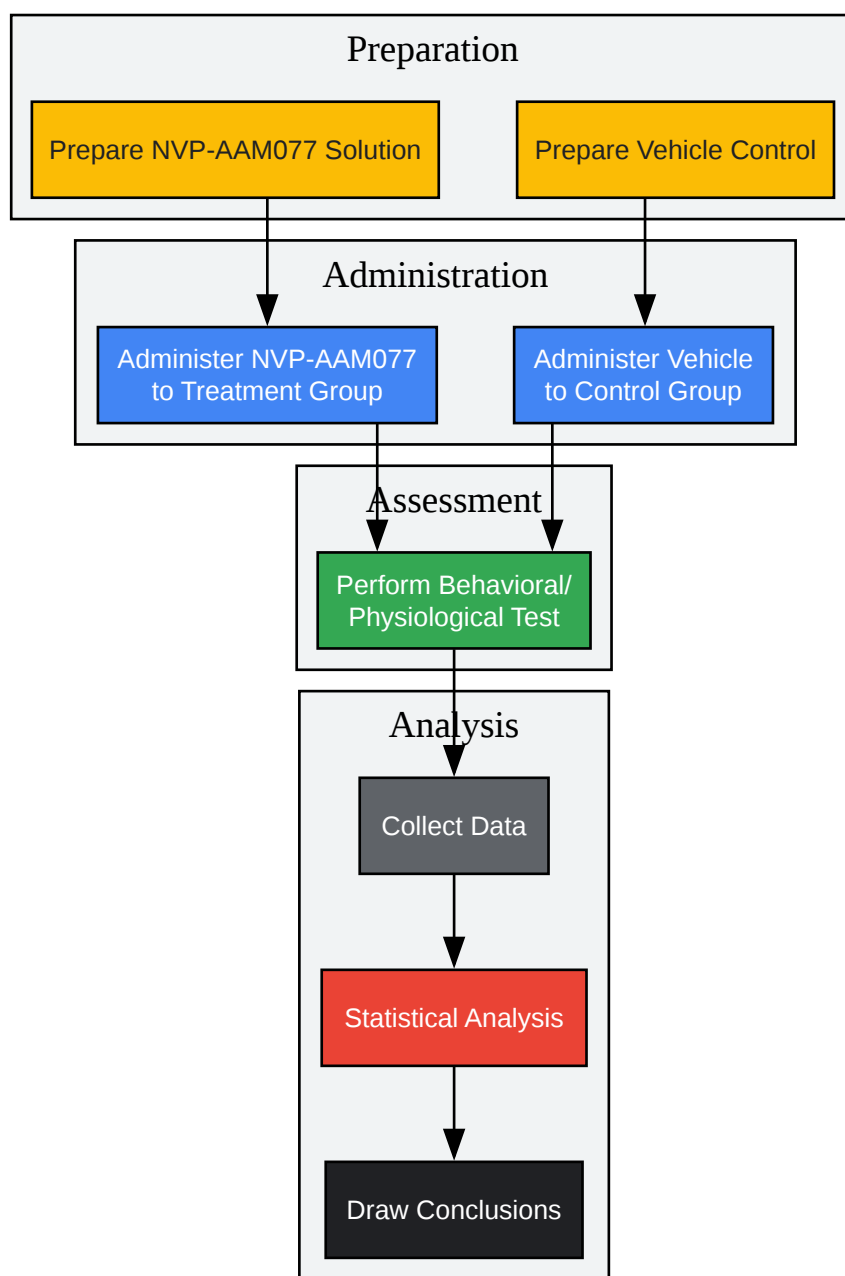 Preparation
Prepare NVP-AAM077 Solution
Prepare Vehicle Control
Administration
Administer NVP-AAM077
to Treatment Group
Administer Vehicle
to Control Group
Assessment
Perform Behavioral/
Physiological Test
Analysis
Collect Data
Statistical Analysis
Draw Conclusions